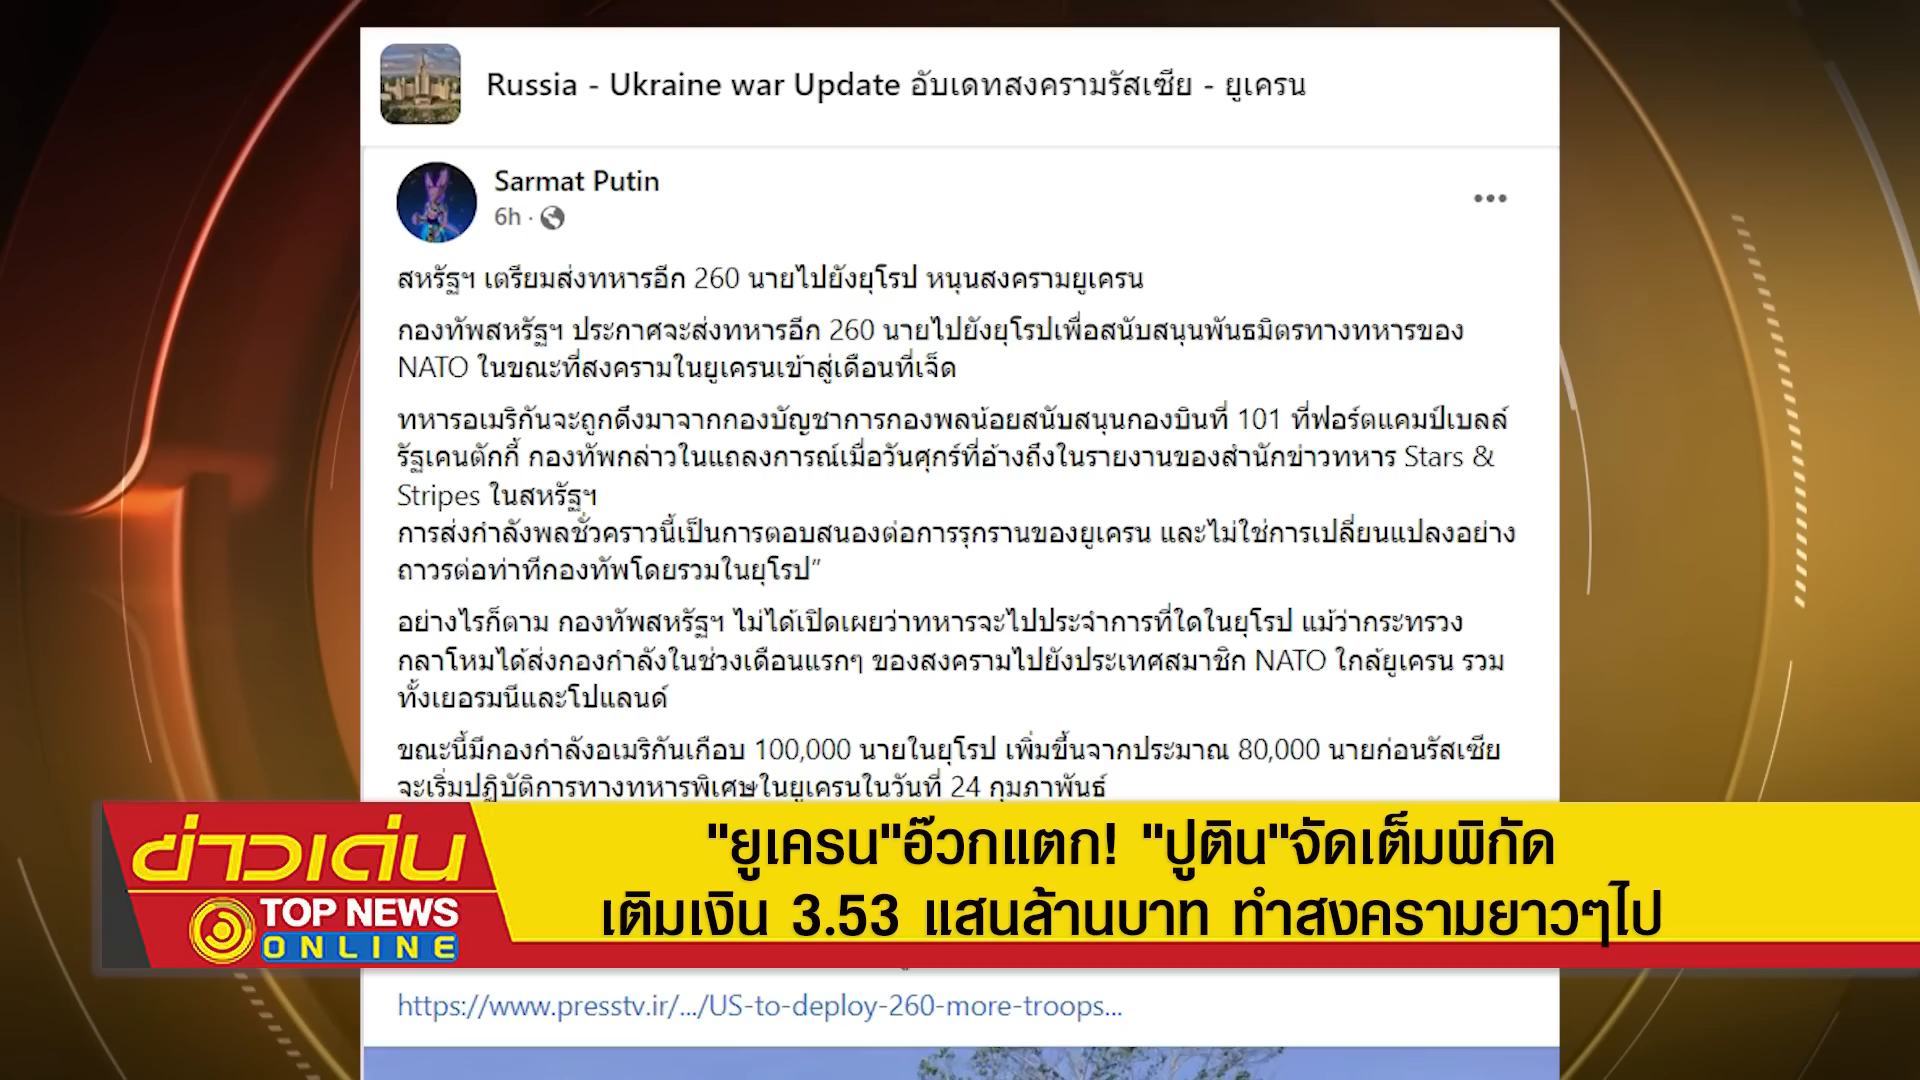 Russia - Ukraine war Update อับเดทสงครามรัสเซีย - ยูเครน
Sarmat Putin
6h ·
สหรัฐฯ เตรียมส่งทหารอีก 260 นายไปยังยุโรป หนุนสงครามยูเครน
กองทัพสหรัฐฯ ประกาศจะส่งทหารอีก 260 นายไปยังยุโรปเพื่อสนับสนุนพันธมิตรทางทหารของ
NATO ในขณะที่สงครามในยูเครนเข้าสู่เดือนที่เจ็ด
ทหารอเมริกันจะถูกดึงมาจากกองบัญชาการกองพลน้อยสนับสนุนกองบินที่ 101 ที่ฟอร์ตแคมป์เบลล์
รัฐเคนตักกี้ กองทัพกล่าวในแถลงการณ์เมื่อวันศุกร์ที่อ้างถึงในรายงานของสำนักข่าวทหาร Stars &
Stripes ในสหรัฐฯ
การส่งกำลังพลชั่วคราวนี้เป็นการตอบสนองต่อการรุกรานของยูเครน และไม่ใช่การเปลี่ยนแปลงอย่าง
ถาวรต่อท่าทีกองทัพโดยรวมในยุโรป”
อย่างไรก็ตาม กองทัพสหรัฐฯ ไม่ได้เปิดเผยว่าทหารจะไปประจำการที่ใดในยุโรป แม้ว่ากระทรวง
กลาโหมได้ส่งกองกำลังในช่วงเดือนแรกๆ ของสงครามไปยังประเทศสมาชิก NATO ใกล้ยูเครน รวม
ทั้งเยอรมนีและโปแลนด์
ขณะนี้มีกองกำลังอเมริกันเกือบ 100,000 นายในยุโรป เพิ่มขึ้นจากประมาณ 80,000 นายก่อนรัสเซีย
จะเริ่มปฏิบัติการทางทหารพิเศษในยูเครนในวันที่ 24 กุมภาพันธ์
ข่าวเด่น
TOP NEWS
ONLINE
"ยูเครน"อ๊วกแตก! "ปูติน"จัดเต็มพิกัด
เติมเงิน 3.53 แสนล้านบาท ทำสงครามยาวๆไป
https://www.presstv.ir/.../US-to-deploy-260-more-troops...